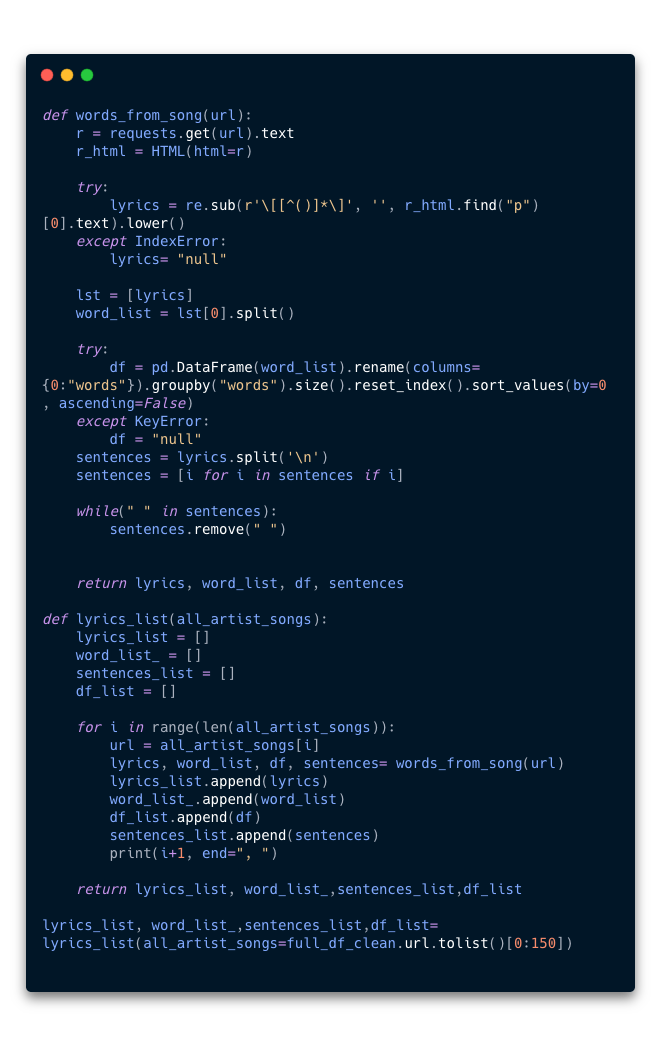 def words_from_song(url):
    r = requests.get(url).text
    r_html = HTML(html=r)

    try:
        lyrics = re.sub(r'\[[^()]*\]', '', r_html.find("p")
[0].text).lower()
    except IndexError:
        lyrics= "null"

    lst = [lyrics]
    word_list = lst[0].split()

    try:
        df = pd.DataFrame(word_list).rename(columns=
{0:"words"}).groupby("words").size().reset_index().sort_values(by=0
, ascending=False)
    except KeyError:
        df = "null"
    sentences = lyrics.split('\n')
    sentences = [i for i in sentences if i]

    while(" " in sentences):
        sentences.remove(" ")


    return lyrics, word_list, df, sentences

def lyrics_list(all_artist_songs):
    lyrics_list = []
    word_list_ = []
    sentences_list = []
    df_list = []

    for i in range(len(all_artist_songs)):
        url = all_artist_songs[i]
        lyrics, word_list, df, sentences= words_from_song(url)
        lyrics_list.append(lyrics)
        word_list_.append(word_list)
        df_list.append(df)
        sentences_list.append(sentences)
        print(i+1, end=", ")

    return lyrics_list, word_list_,sentences_list,df_list

lyrics_list, word_list_,sentences_list,df_list=
lyrics_list(all_artist_songs=full_df_clean.url.tolist()[0:150])